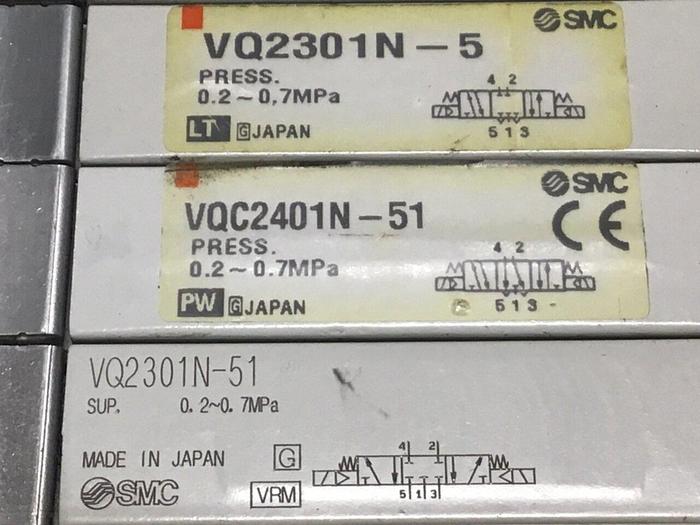 SMC
VQ2301N-5
PRESS.
0.2~0.7MPa
4 2
LT G JAPAN
5 1 3
SMC
VQC2401N-51
CE
PRESS.
0.2~0.7MPa
4 2
PW G JAPAN
5 1 3
VQ2301N-51
SUP. 0.2~0.7MPa
4 2
MADE IN JAPAN G
SMC VRM
5 1 3